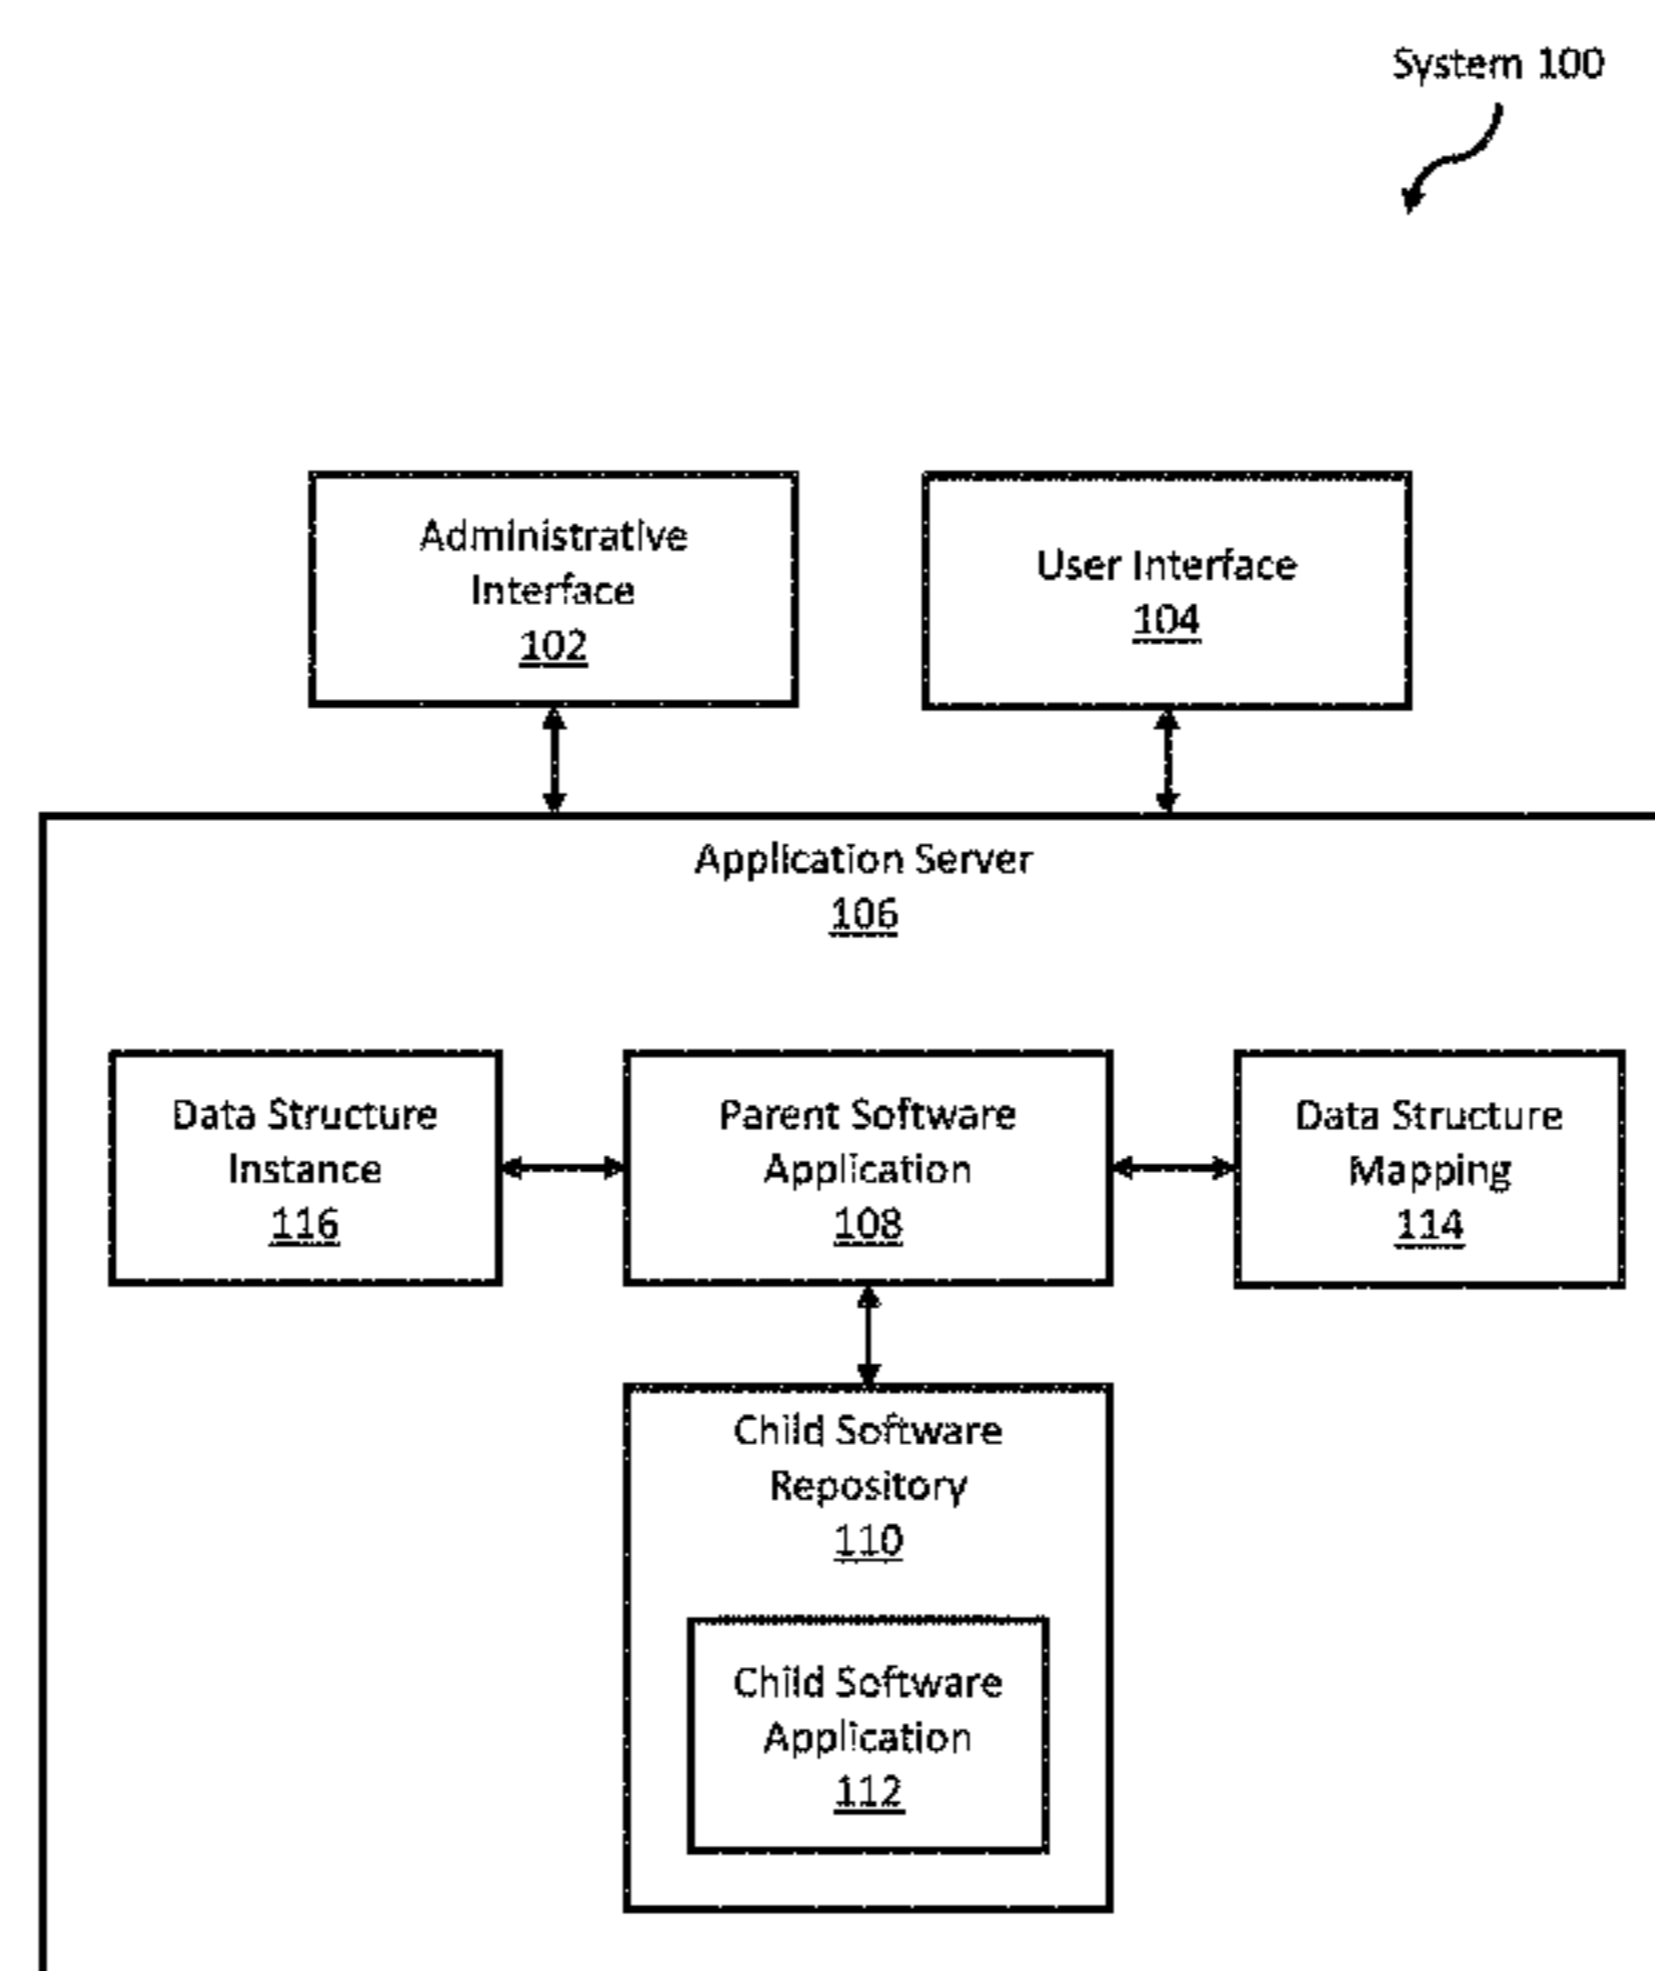 System 100
Administrative
Interface
102
User Interface
104
Application Server
106
Data Structure
Instance
116
Parent Software
Application
108
Data Structure
Mapping
114
Child Software
Repository
110
Child Software
Application
112